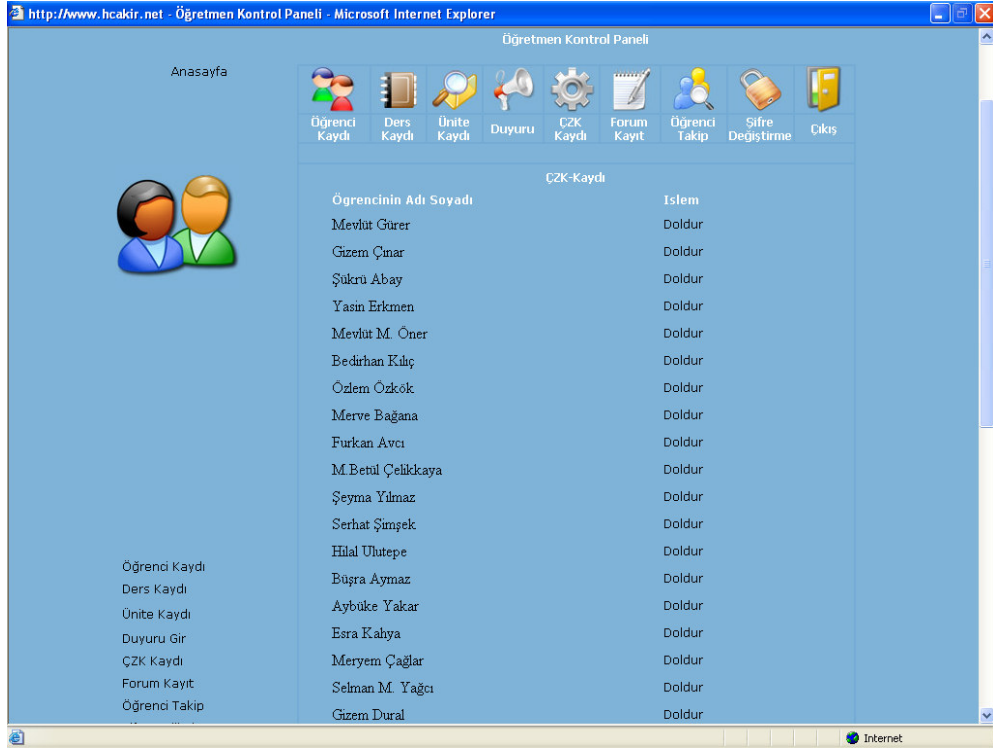 http://www.hcakir.net - Öğretmen Kontrol Paneli - Microsoft Internet Explorer
Öğretmen Kontrol Paneli
Anasayfa
Öğrenci Kaydı
Ders Kaydı
Ünite Kaydı
Duyuru
ÇZK Kaydı
Forum Kayıt
Öğrenci Takip
Şifre Değiştirme
Çıkış
ÇZK-Kaydı
Ögrencinin Adı Soyadı Islem
Mevlüt Gürer Doldur
Gizem Çınar Doldur
Şükrü Abay Doldur
Yasin Erkmen Doldur
Mevlüt M. Öner Doldur
Bedirhan Kılıç Doldur
Özlem Özkök Doldur
Merve Bağana Doldur
Furkan Avcı Doldur
M.Betül Çelikkaya Doldur
Şeyma Yılmaz Doldur
Serhat Şimşek Doldur
Hilal Ulutepe Doldur
Büşra Aymaz Doldur
Aybüke Yakar Doldur
Esra Kahya Doldur
Meryem Çağlar Doldur
Selman M. Yağcı Doldur
Gizem Dural Doldur
Öğrenci Kaydı
Ders Kaydı
Ünite Kaydı
Duyuru Gir
ÇZK Kaydı
Forum Kayıt
Öğrenci Takip
Internet